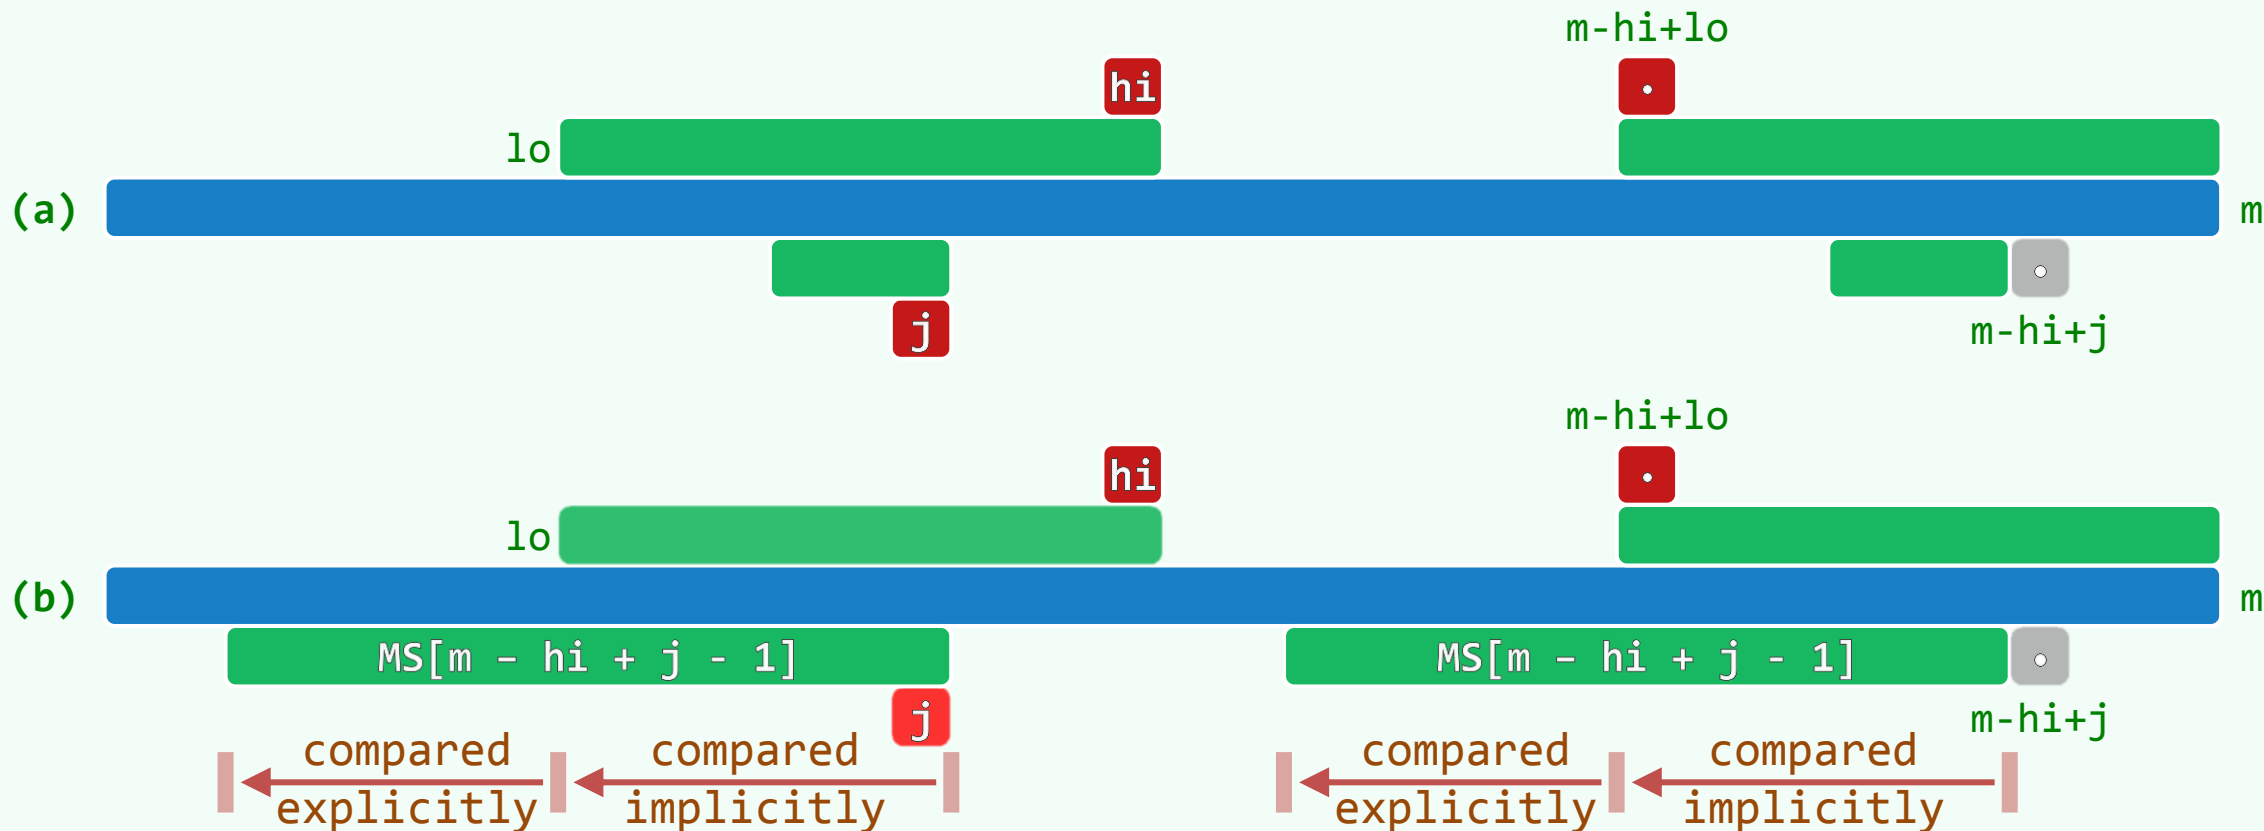 m-hi+lo
hi
lo
(a)
m
j
m-hi+j
m-hi+lo
hi
lo
(b)
m
MS[m – hi + j - 1] MS[m – hi + j - 1]
j
m-hi+j
compared compared compared compared
explicitly implicitly explicitly implicitly